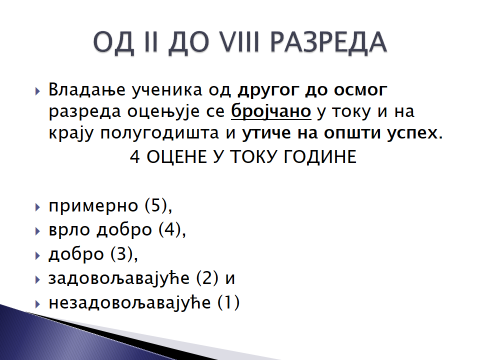 ОД II ДО VIII РАЗРЕДА
Владање ученика од другог до осмог
разреда оцењује се бројчано у току и на
крају полугодишта и утиче на општи успех.
4 ОЦЕНЕ У ТОКУ ГОДИНЕ
примерно (5),
врло добро (4),
добро (3),
задовољавајуће (2) и
незадовољавајуће (1)